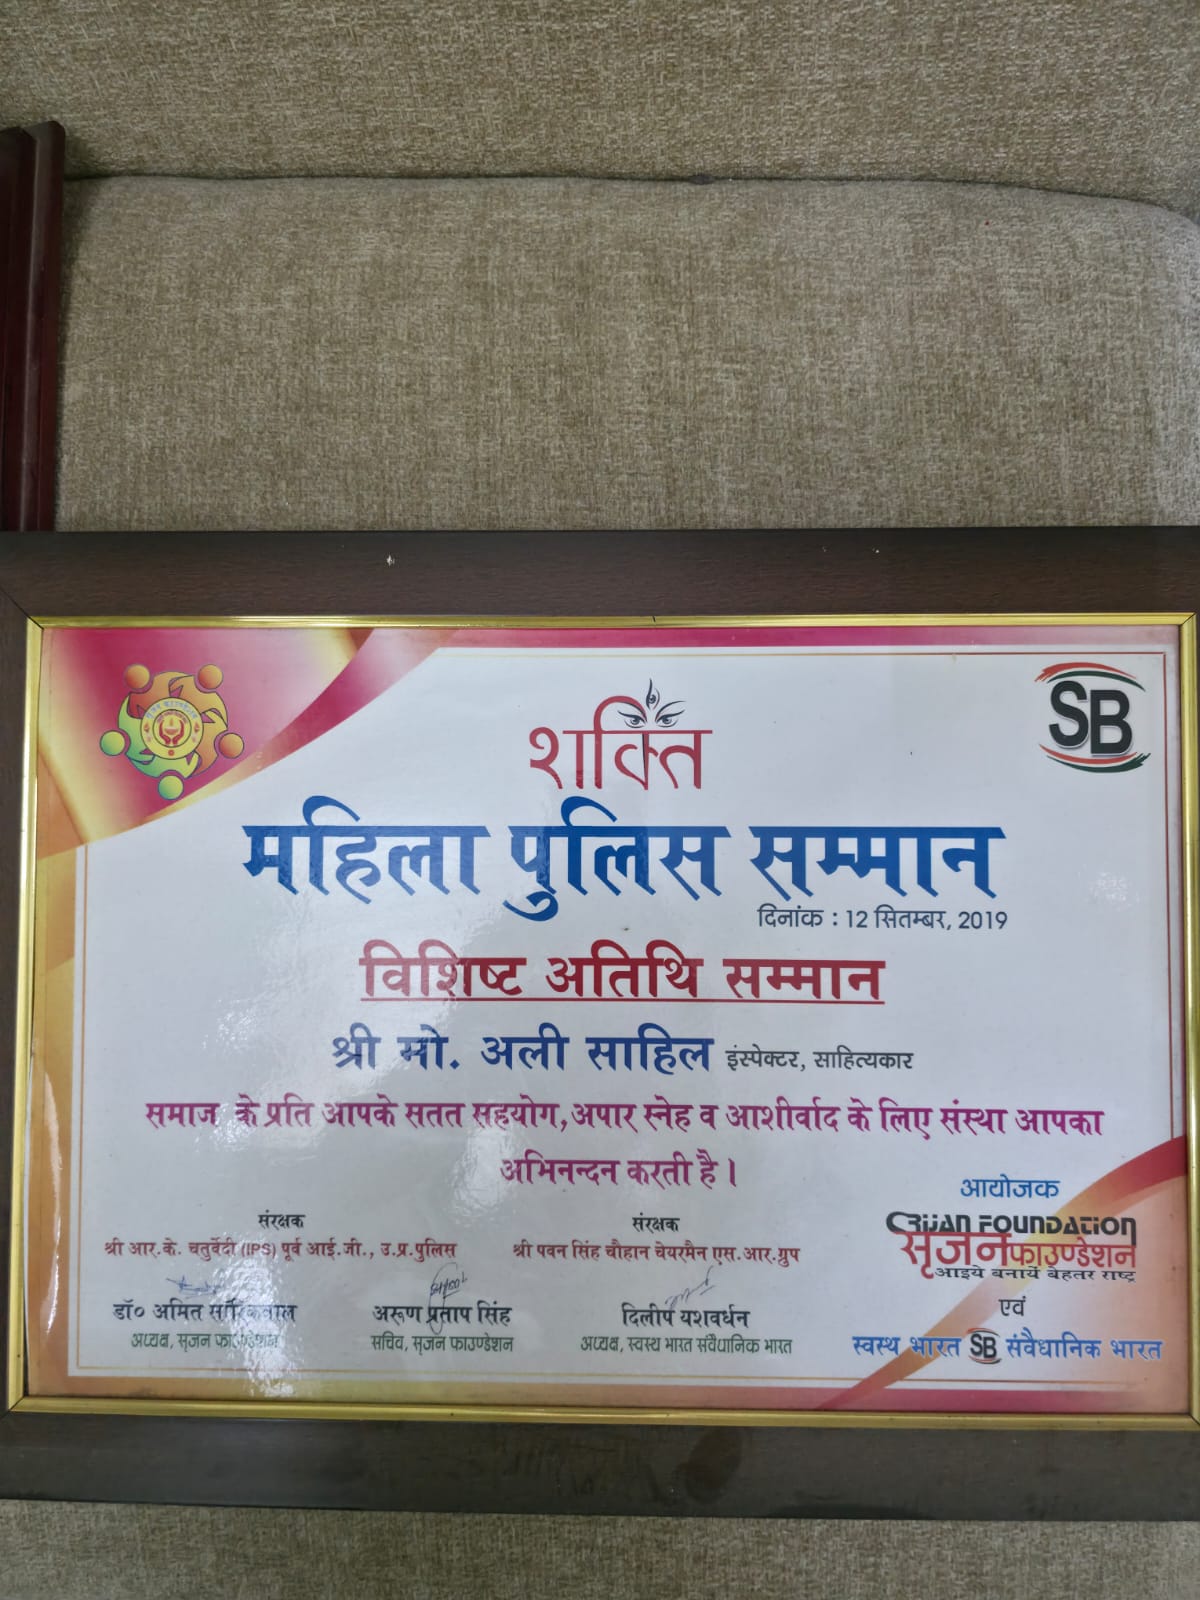 SB
शक्ति
महिला पुलिस सम्मान
दिनांक : 12 सितम्बर, 2019
विशिष्ट अतिथि सम्मान
श्री मो. अली साहिल इंस्पेक्टर, साहित्यकार
समाज के प्रति आपके सतत सहयोग,अपार स्नेह व आशीर्वाद के लिए संस्था आपका
अभिनन्दन करती है।
संरक्षक
श्री आर.के. चतुर्वेदी (IPS) पूर्व आई.जी., उ.प्र.पुलिस
संरक्षक
श्री पवन सिंह चौहान चेयरमैन एस.आर.ग्रुप
डॉ० अमित
अध्यक्ष, सृजन फाउण्डेशन
अरूण प्रताप सिंह
सचिव, सृजन फाउण्डेशन
दिलीप यशवर्धन
अध्यक्ष, स्वस्थ भारत संवैधानिक भारत
आयोजक
SRIJAN FOUNDATION
सृजन फाउण्डेशन
आइये बनायें बेहतर राष्ट्र
एवं
स्वस्थ भारत SB संवैधानिक भारत